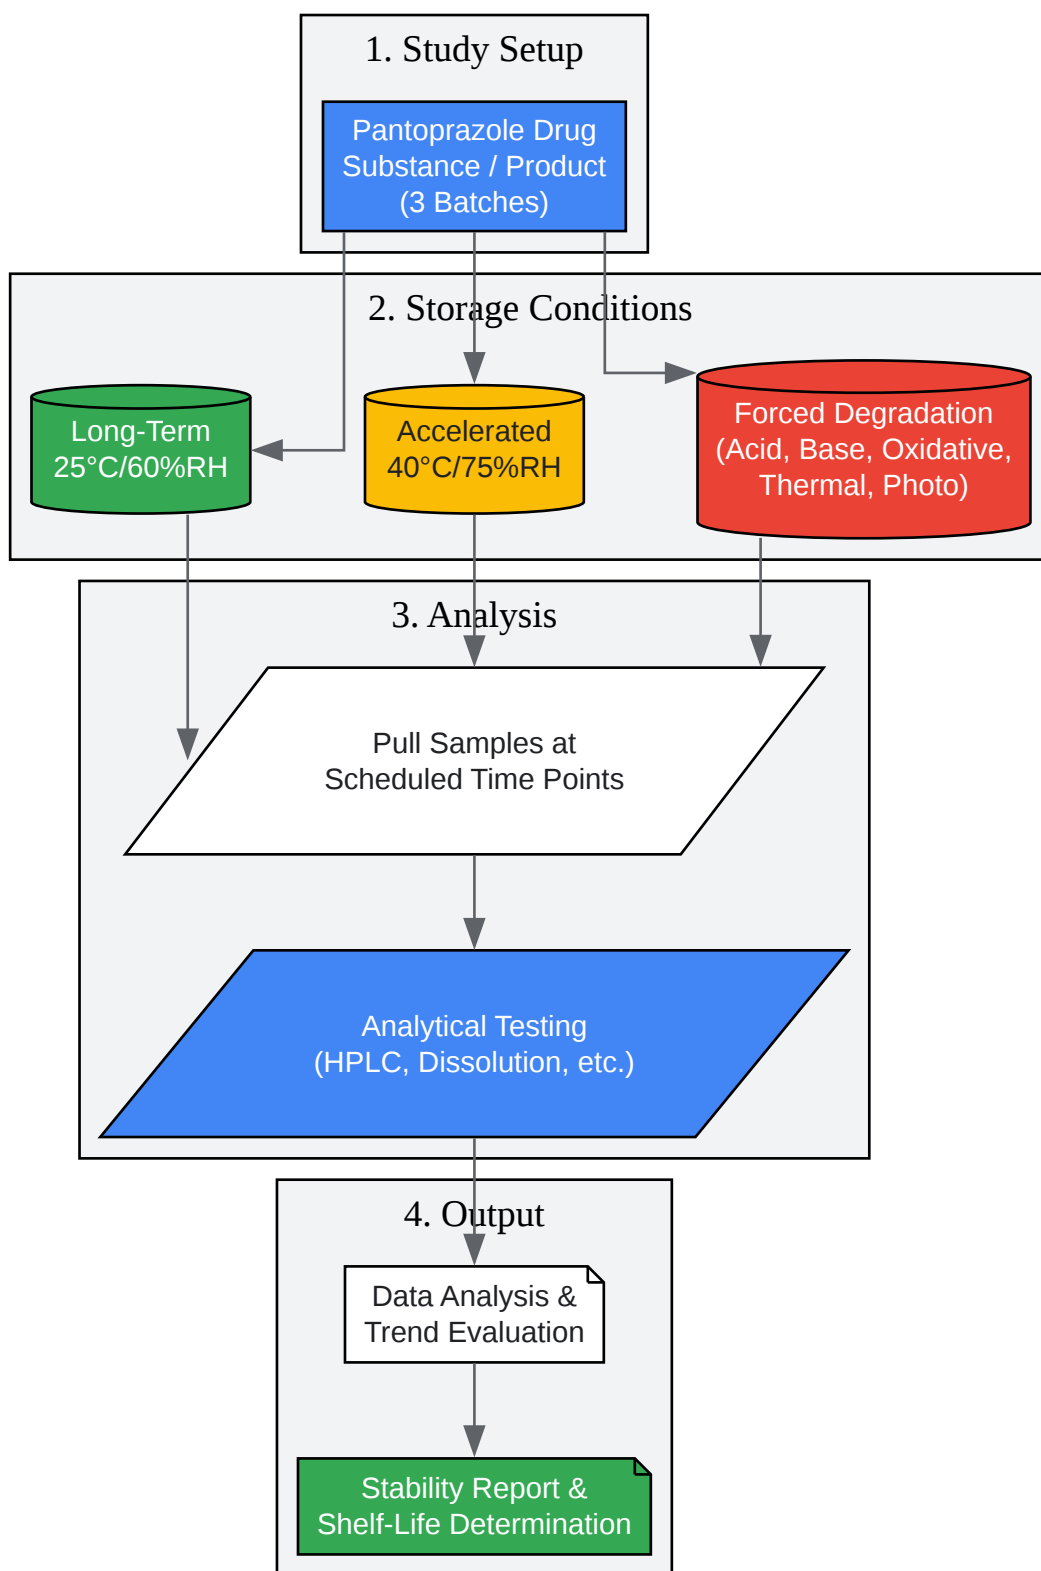 1. Study Setup
Pantoprazole Drug
Substance / Product
(3 Batches)
2. Storage Conditions
Long-Term
25°C/60%RH
Accelerated
40°C/75%RH
Forced Degradation
(Acid, Base, Oxidative,
Thermal, Photo)
3. Analysis
Pull Samples at
Scheduled Time Points
Analytical Testing
(HPLC, Dissolution, etc.)
4. Output
Data Analysis &
Trend Evaluation
Stability Report &
Shelf-Life Determination